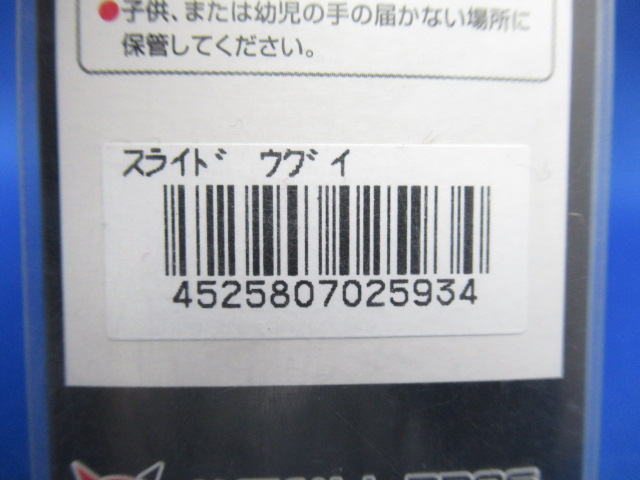 ●子供、または幼児の手の届かない場所に
保管してください。
ｽﾗｲﾄﾞ ｳｸﾞｲ
4525807025934